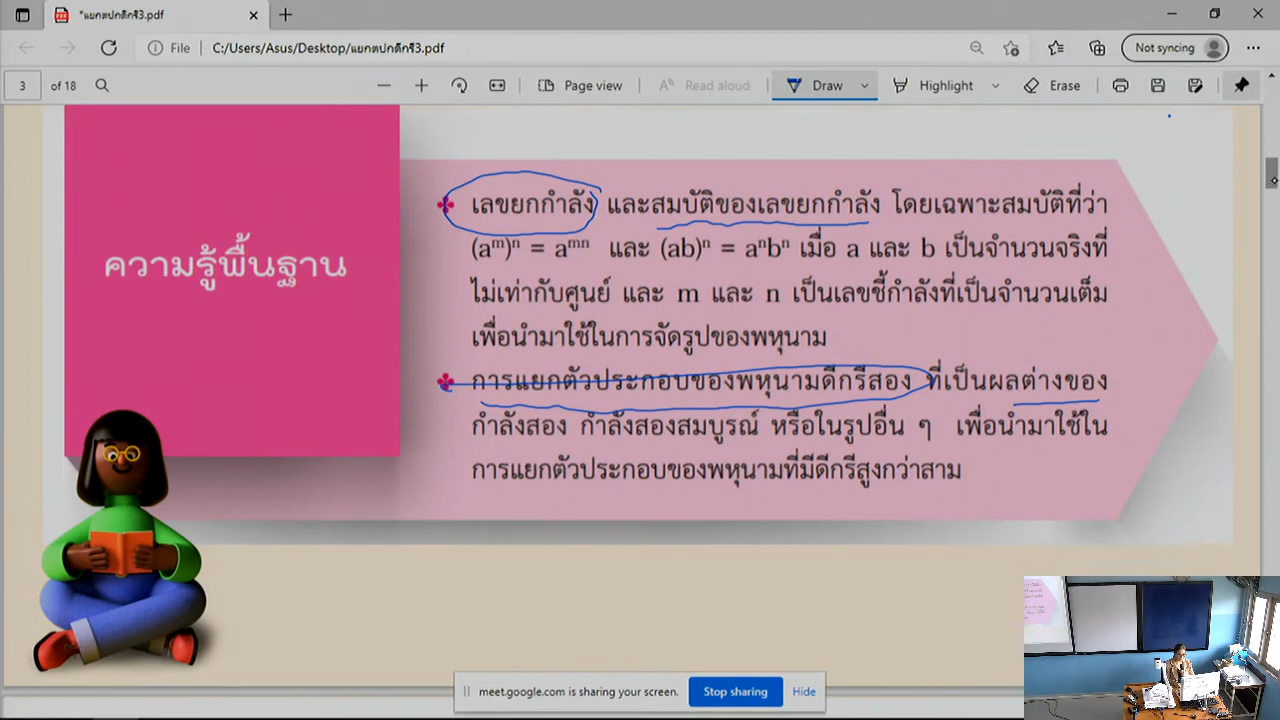 *แยกตปกดีกรี3.pdf
File
C:/Users/Asus/Desktop/แยกตปกดีกรี3.pdf
Not syncing
3 of 18
Page view
Read aloud
Draw
Highlight
Erase
ความรู้พื้นฐาน
เลขยกกำลัง และสมบัติของเลขยกกำลัง โดยเฉพาะสมบัติที่ว่า
(aᵐ)ⁿ = aᵐⁿ และ (ab)ⁿ = aⁿbⁿ เมื่อ a และ b เป็นจำนวนจริงที่
ไม่เท่ากับศูนย์ และ m และ n เป็นเลขชี้กำลังที่เป็นจำนวนเต็ม
เพื่อนำมาใช้ในการจัดรูปของพหุนาม
การแยกตัวประกอบของพหุนามดีกรีสอง ที่เป็นผลต่างของ
กำลังสอง กำลังสองสมบูรณ์ หรือในรูปอื่น ๆ เพื่อนำมาใช้ใน
การแยกตัวประกอบของพหุนามที่มีดีกรีสูงกว่าสาม
meet.google.com is sharing your screen.
Stop sharing
Hide